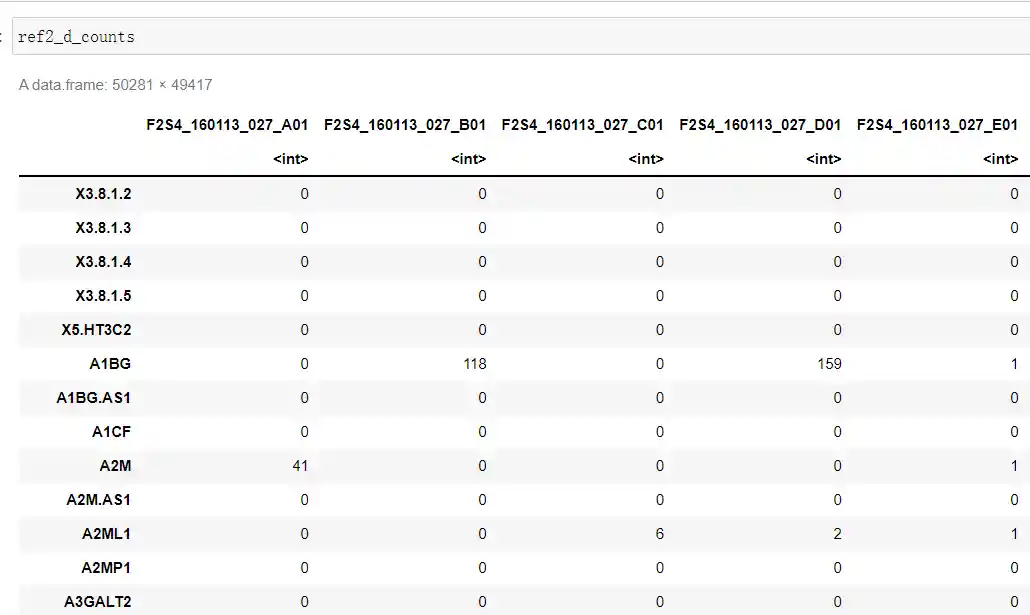 ref2_d_counts
A data.frame: 50281 × 49417
F2S4_160113_027_A01 F2S4_160113_027_B01 F2S4_160113_027_C01 F2S4_160113_027_D01 F2S4_160113_027_E01
<int> <int> <int> <int> <int>
X3.8.1.2 0 0 0 0 0
X3.8.1.3 0 0 0 0 0
X3.8.1.4 0 0 0 0 0
X3.8.1.5 0 0 0 0 0
X5.HT3C2 0 0 0 0 0
A1BG 0 118 0 159 1
A1BG.AS1 0 0 0 0 0
A1CF 0 0 0 0 0
A2M 41 0 0 0 1
A2M.AS1 0 0 0 0 0
A2ML1 0 0 6 2 1
A2MP1 0 0 0 0 0
A3GALT2 0 0 0 0 0